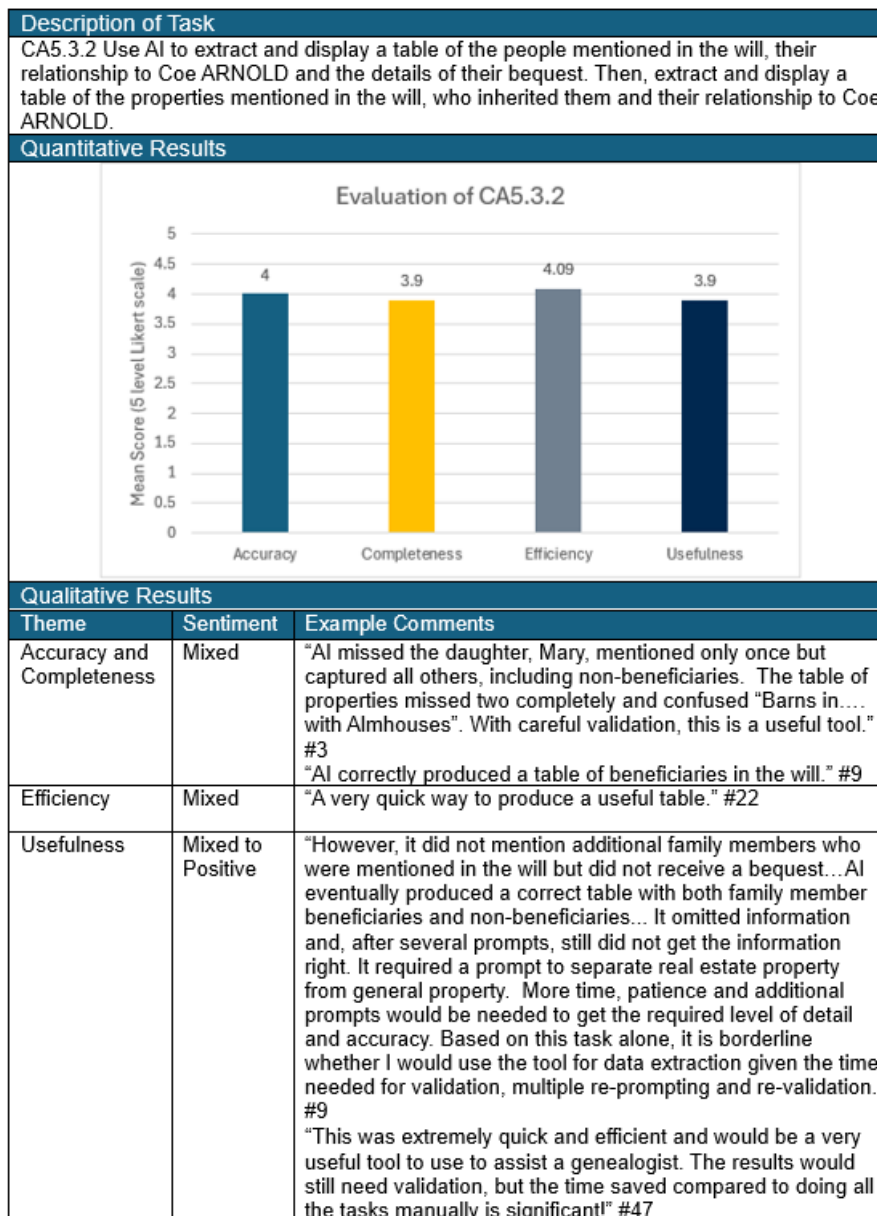 Description of Task
CA5.3.2 Use AI to extract and display a table of the people mentioned in the will, their
relationship to Coe ARNOLD and the details of their bequest. Then, extract and display a
table of the properties mentioned in the will, who inherited them and their relationship to Coe
ARNOLD.
Quantitative Results
Evaluation of CA5.3.2
Mean Score (5 level Likert scale)
5
4.5
4
3.5
3
2.5
2
1.5
1
0.5
0
4
3.9
4.09
3.9
Accuracy
Completeness
Efficiency
Usefulness
Qualitative Results
Theme
Sentiment
Example Comments
Accuracy and
Completeness
Mixed
“AI missed the daughter, Mary, mentioned only once but
captured all others, including non-beneficiaries.  The table of
properties missed two completely and confused “Barns in….
with Almhouses”. With careful validation, this is a useful tool.”
#3
“AI correctly produced a table of beneficiaries in the will.” #9
Efficiency
Mixed
“A very quick way to produce a useful table.” #22
Usefulness
Mixed to
Positive
“However, it did not mention additional family members who
were mentioned in the will but did not receive a bequest…AI
eventually produced a correct table with both family member
beneficiaries and non-beneficiaries... It omitted information
and, after several prompts, still did not get the information
right. It required a prompt to separate real estate property
from general property.  More time, patience and additional
prompts would be needed to get the required level of detail
and accuracy. Based on this task alone, it is borderline
whether I would use the tool for data extraction given the time
needed for validation, multiple re-prompting and re-validation.
#9
“This was extremely quick and efficient and would be a very
useful tool to use to assist a genealogist. The results would
still need validation, but the time saved compared to doing all
the tasks manually is significant!” #47